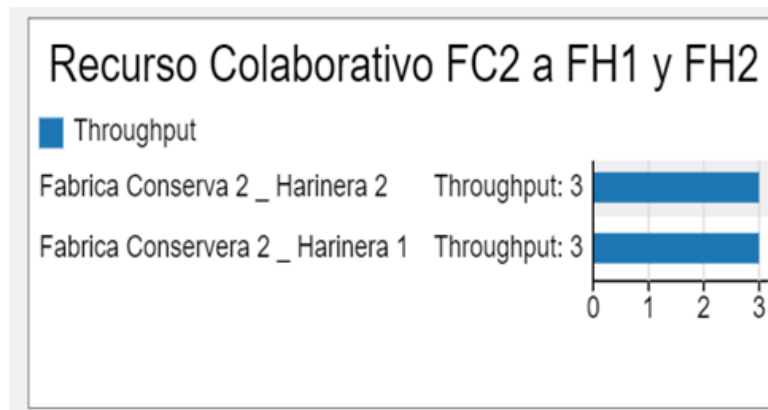 Recurso Colaborativo FC2 a FH1 y FH2
Throughput
Fabrica Conserva 2 _ Harinera 2 Throughput: 3
Fabrica Conservera 2 _ Harinera 1 Throughput: 3
0 1 2 3